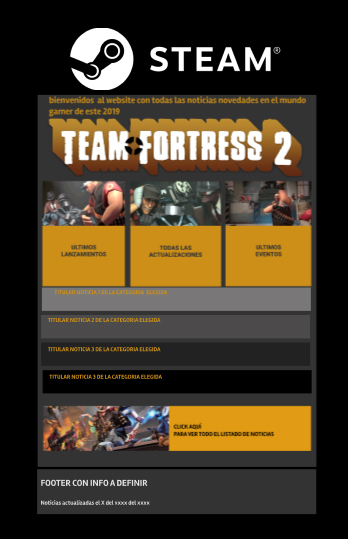 STEAM®
bienvenidos al website con todas las noticias novedades en el mundo
gamer de este 2019
TEAM FORTRESS 2
ULTIMOS
LANZAMIENTOS
TODAS LAS
ACTUALIZACIONES
ULTIMOS
EVENTOS
TITULAR NOTICIA 1 DE LA CATEGORIA ELEGIDA
TITULAR NOTICIA 2 DE LA CATEGORIA ELEGIDA
TITULAR NOTICIA 3 DE LA CATEGORIA ELEGIDA
TITULAR NOTICIA 3 DE LA CATEGORIA ELEGIDA
CLICK AQUÍ
PARA VER TODO EL LISTADO DE NOTICIAS
FOOTER CON INFO A DEFINIR
Noticias actualizadas el X del xxxx del xxxx